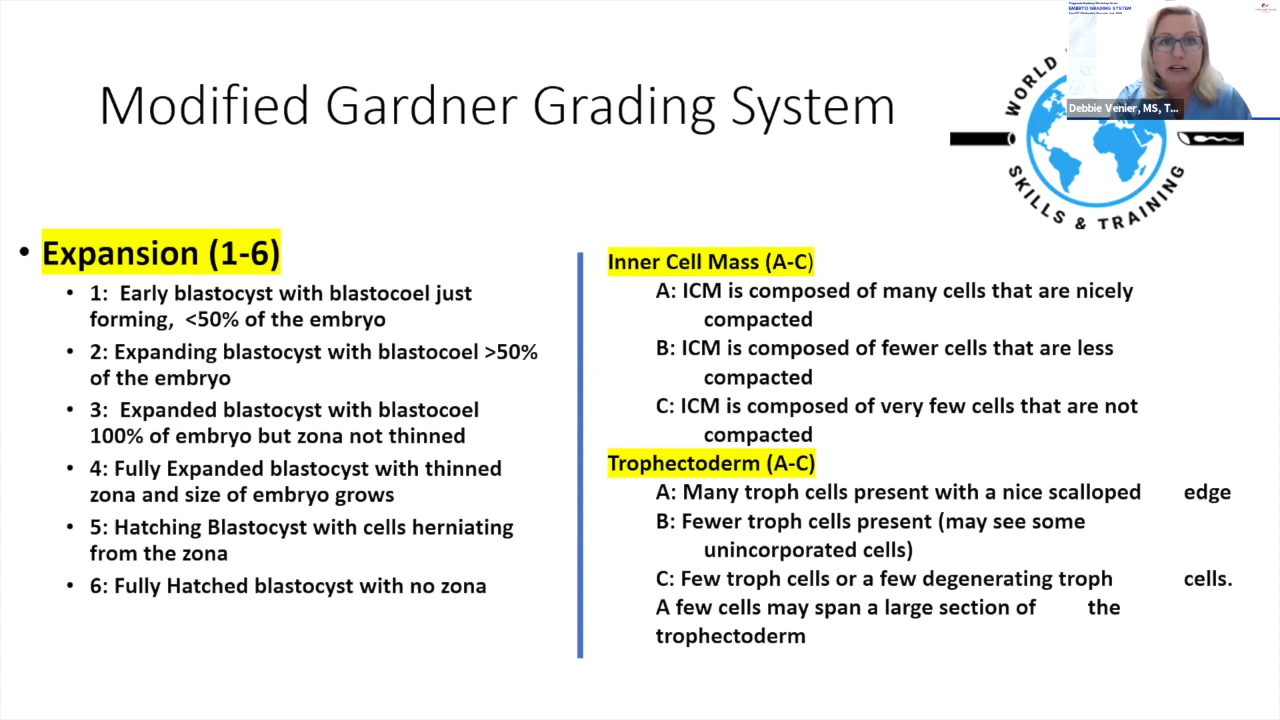 EMBRYO GRADING SYSTEM
WORLD
Debbie Venier, MS, T...
SKILLS & TRAINING
Modified Gardner Grading System
• Expansion (1-6)
• 1: Early blastocyst with blastocoel just
forming, <50% of the embryo
• 2: Expanding blastocyst with blastocoel >50%
of the embryo
• 3: Expanded blastocyst with blastocoel
100% of embryo but zona not thinned
• 4: Fully Expanded blastocyst with thinned
zona and size of embryo grows
• 5: Hatching Blastocyst with cells herniating
from the zona
• 6: Fully Hatched blastocyst with no zona
Inner Cell Mass (A-C)
A: ICM is composed of many cells that are nicely
compacted
B: ICM is composed of fewer cells that are less
compacted
C: ICM is composed of very few cells that are not
compacted
Trophectoderm (A-C)
A: Many troph cells present with a nice scalloped edge
B: Fewer troph cells present (may see some
unincorporated cells)
C: Few troph cells or a few degenerating troph cells.
A few cells may span a large section of the
trophectoderm